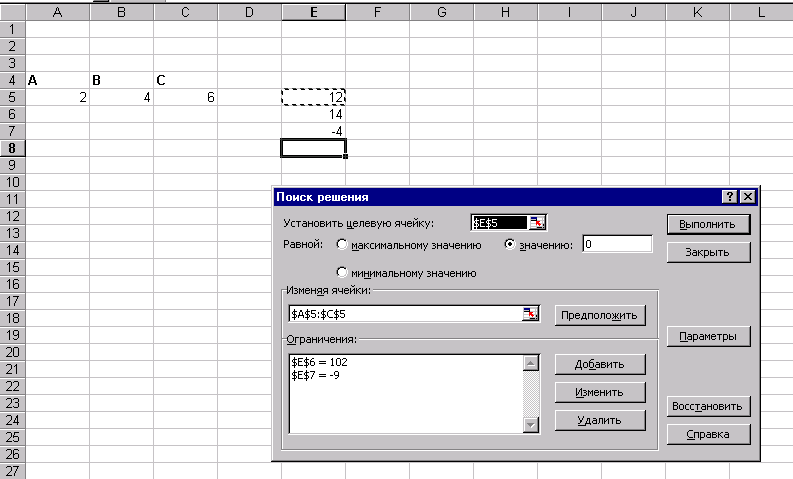 A B C D E F G H I J K L
1
2
3
4 A B C
5 2 4 6 12
6 14
7 -4
8
9
10
11 Поиск решения ?
12 Установить целевую ячейку: $E$5 Выполнить
13 Равной: максимальному значению значению: 0
14 Закрыть
15 минимальному значению
16 Изменяя ячейки:
17 $A$5:$C$5 Предположить
18
19 Ограничения: Параметры
20 $E$6 = 102 Добавить
21 $E$7 = -9
22 Изменить
23 Восстановить
24 Удалить
25 Справка
26
27